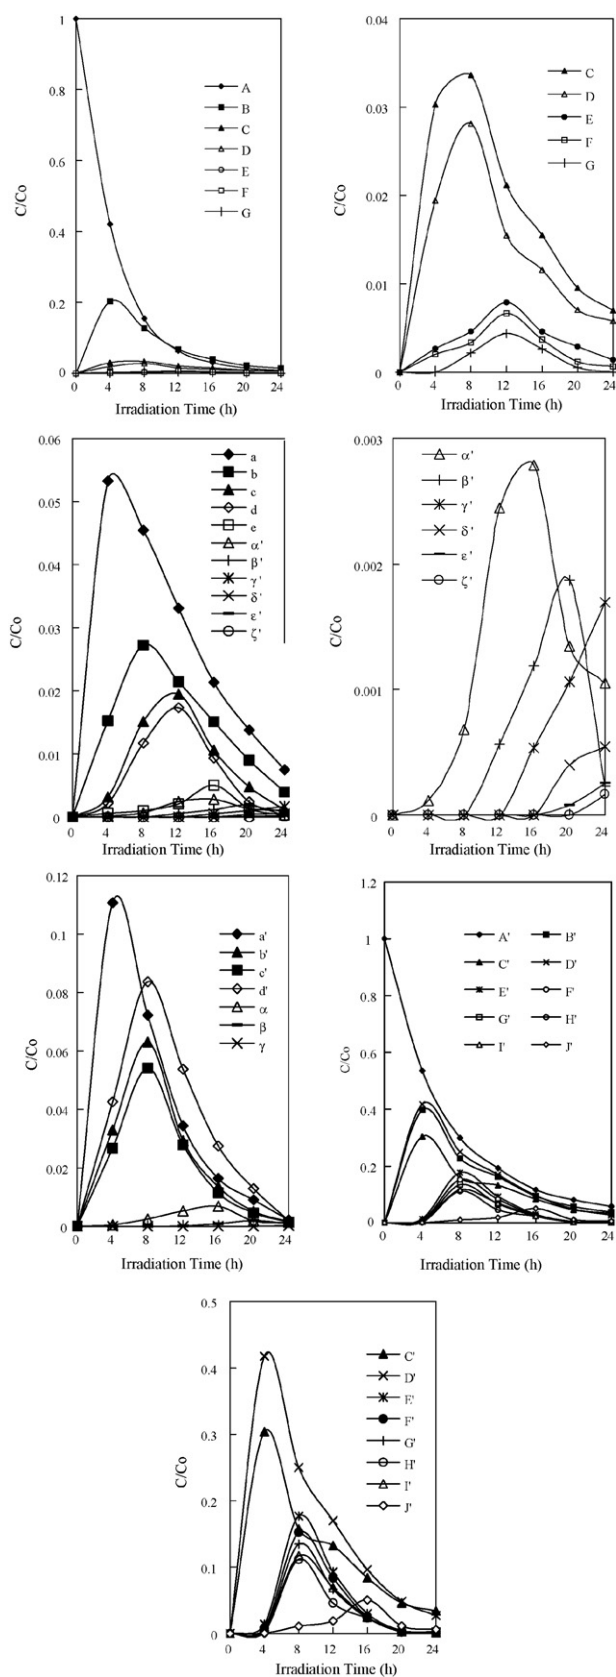 1
0.8
0.6
0.4
0.2
0
C/Co
A
B
C
D
E
F
G
0 4 8 12 16 20 24
Irradiation Time (h)
0.04
0.03
0.02
0.01
0
C/Co
C
D
E
F
G
0 4 8 12 16 20 24
Irradiation Time (h)
0.06
0.05
0.04
0.03
0.02
0.01
0
C/Co
a
b
c
d
e
α'
β'
γ'
δ'
ε'
ζ'
0 4 8 12 16 20 24
Irradiation Time (h)
0.003
0.002
0.001
0
C/Co
α'
β'
γ'
δ'
ε'
ζ'
0 4 8 12 16 20 24
Irradiation Time (h)
0.12
0.1
0.08
0.06
0.04
0.02
0
C/Co
a'
b'
c'
d'
α
β
γ
0 4 8 12 16 20 24
Irradiation Time (h)
1.2
1
0.8
0.6
0.4
0.2
0
C/Co
A' B'
C' D'
E' F'
G' H'
I' J'
0 4 8 12 16 20 24
Irradiation Time (h)
0.5
0.4
0.3
0.2
0.1
0
C/Co
C'
D'
E'
F'
G'
H'
I'
J'
0 4 8 12 16 20 24
Irradiation Time (h)